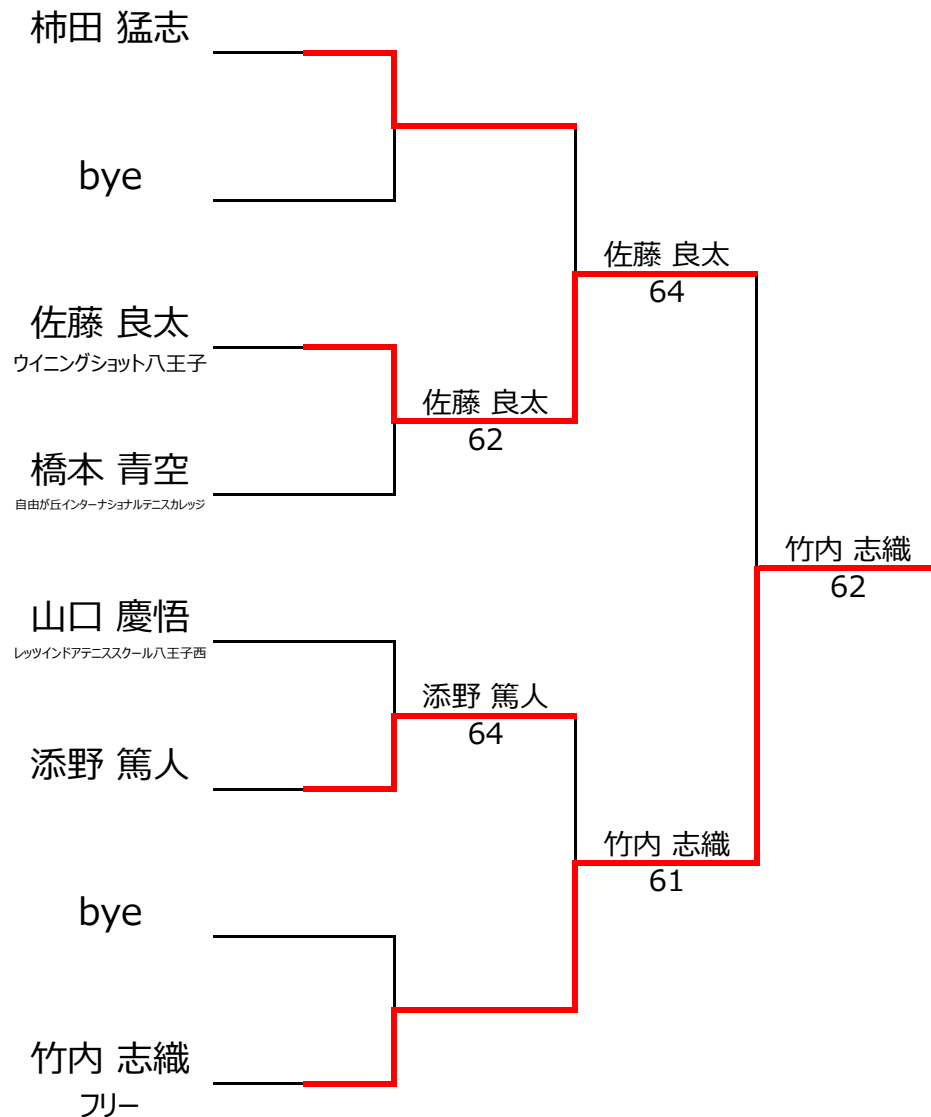 柿田 猛志
bye
佐藤 良太
ウイニングショット八王子
橋本 青空
自由が丘インターナショナルテニスカレッジ
山口 慶悟
レッツインドアテニススクール八王子西
添野 篤人
bye
竹内 志織
フリー
佐藤 良太
62
添野 篤人
64
佐藤 良太
64
竹内 志織
61
竹内 志織
62